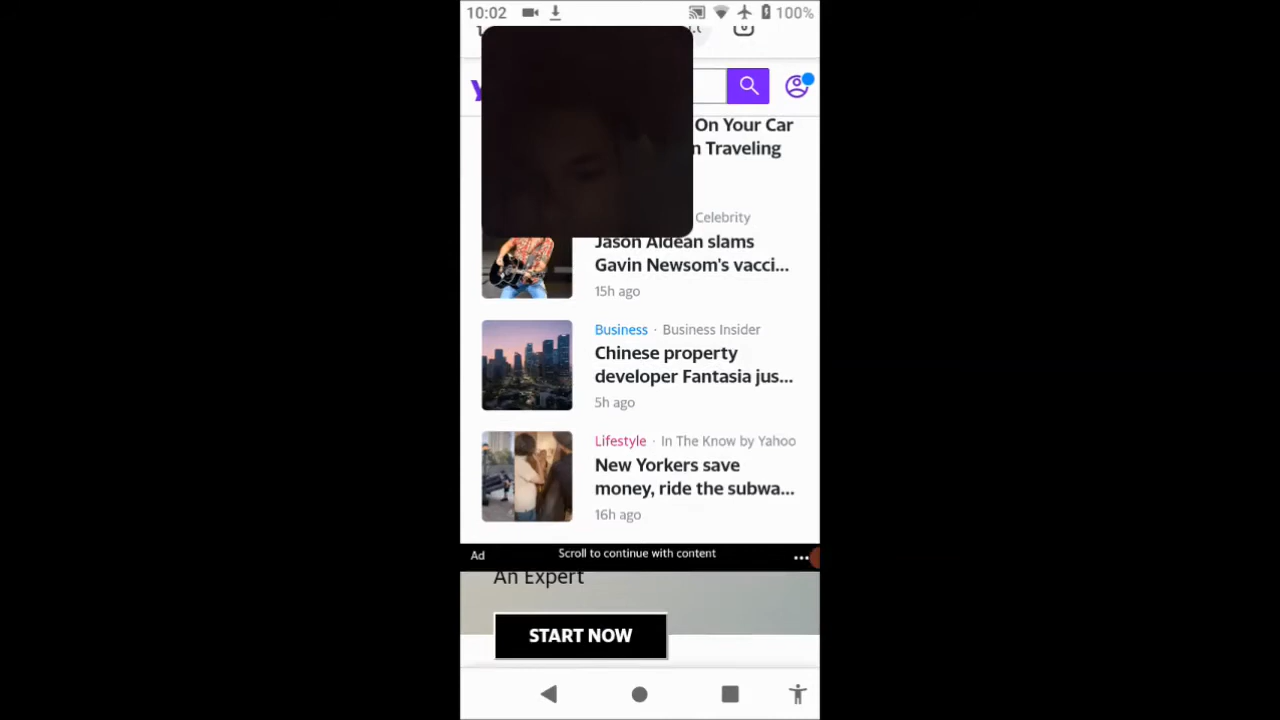 10:02
100%
y
On Your Car
Traveling
Celebrity
Jason Aldean slams
Gavin Newsom's vacci...
15h ago
Business · Business Insider
Chinese property
developer Fantasia jus...
5h ago
Lifestyle · In The Know by Yahoo
New Yorkers save
money, ride the subwa...
16h ago
Ad
Scroll to continue with content
An Expert
START NOW